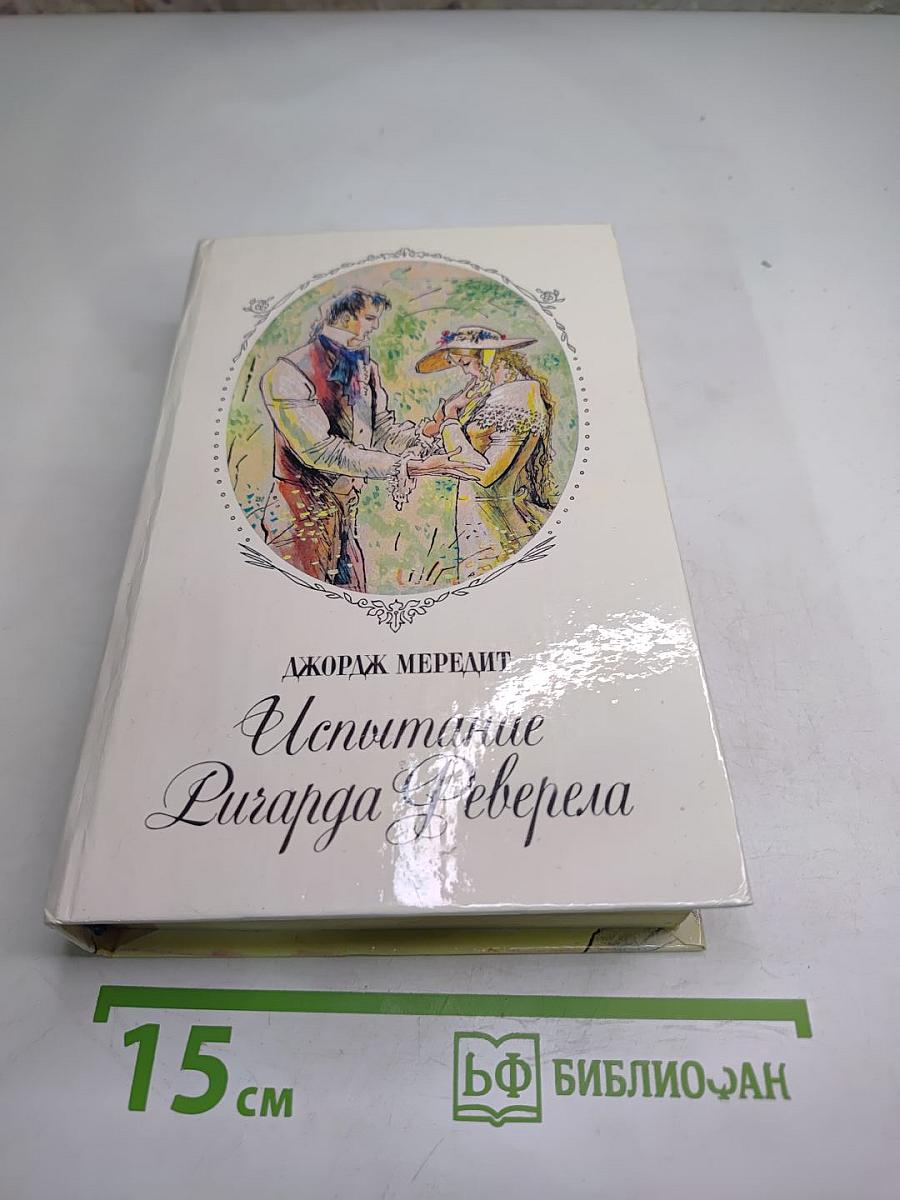 ДЖОРДЖ МЕРЕДИТ
Испытание
Ричарда Феверела
15 см
БФ БИБЛИОФАН